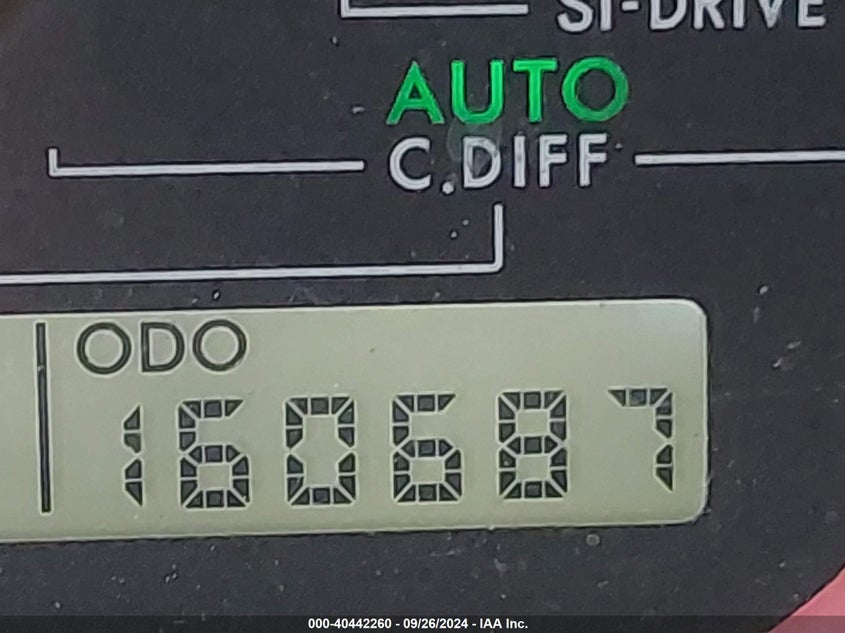 SI-DRIVE
AUTO
C.DIFF
ODO
160687
000-40442260 - 09/26/2024 - IAA Inc.